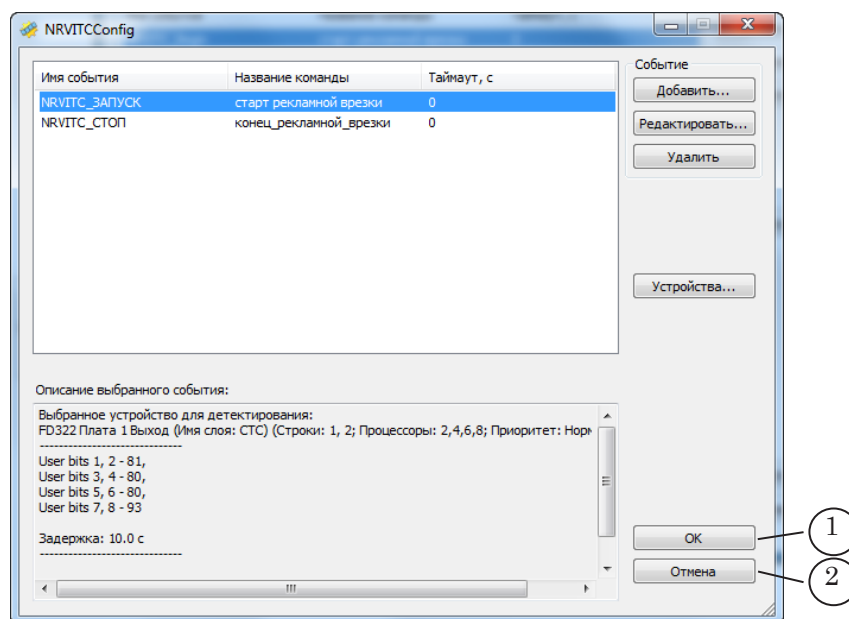 NRVITCConfig
Имя события Название команды Таймаут, с
NRVITC_ЗАПУСК старт рекламной врезки 0
NRVITC_СТОП конец_рекламной_врезки 0
Событие
Добавить...
Редактировать...
Удалить
Устройства...
Описание выбранного события:
Выбранное устройство для детектирования:
FD322 Плата 1 Выход (Имя слоя: СТС) (Строки: 1, 2; Процессоры: 2,4,6,8; Приоритет: Норм
------------------------------
User bits 1, 2 - 81,
User bits 3, 4 - 80,
User bits 5, 6 - 80,
User bits 7, 8 - 93
Задержка: 10.0 с
------------------------------
OK
Отмена
1
2